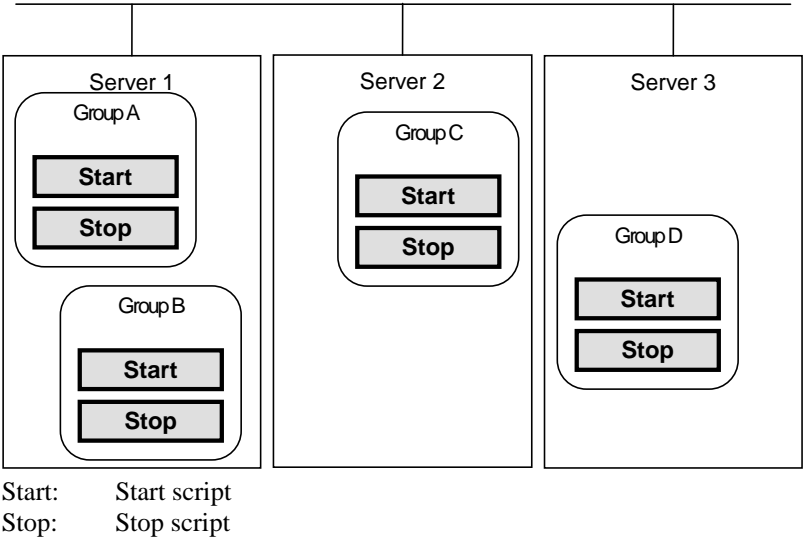 Server 1
Group A
Start
Stop
Group B
Start
Stop
Server 2
Group C
Start
Stop
Server 3
Group D
Start
Stop
Start: Start script
Stop: Stop script